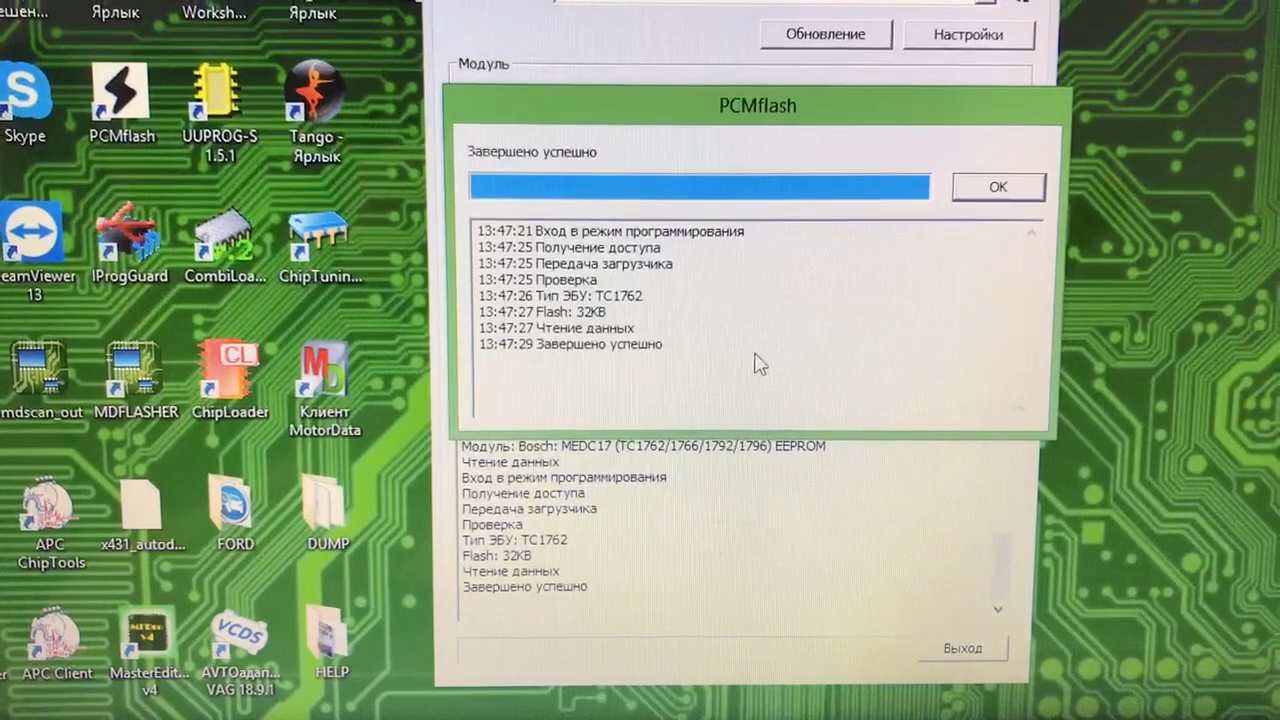 Ярлык
Worksh...
Ярлык
Обновление
Настройки
Модуль
PCMflash
Завершено успешно
OK
13:47:21 Вход в режим программирования
13:47:25 Получение доступа
13:47:25 Передача загрузчика
13:47:25 Проверка
13:47:26 Тип ЭБУ: TC1762
13:47:27 Flash: 32KB
13:47:27 Чтение данных
13:47:29 Завершено успешно
Модуль: Bosch: MEDC17 (TC1762/1766/1792/1796) EEPROM
Чтение данных
Вход в режим программирования
Получение доступа
Передача загрузчика
Проверка
Тип ЭБУ: TC1762
Flash: 32KB
Чтение данных
Завершено успешно
Выход
S
Skype
PCMflash
UUPROG-S
1.5.1
Tango -
Ярлык
eamViewer
13
IProgGuard
v.2
CombiLoa...
ChipTuning...
mdscan_out
MDFLASHER
CL
ChipLoader
MD
Клиент
MotorData
APC
ChipTools
x431_autod...
FORD
DUMP
APC Client
MasterEdit...
v4
VCDS
AVTOадап...
VAG 18.9.1
HELP